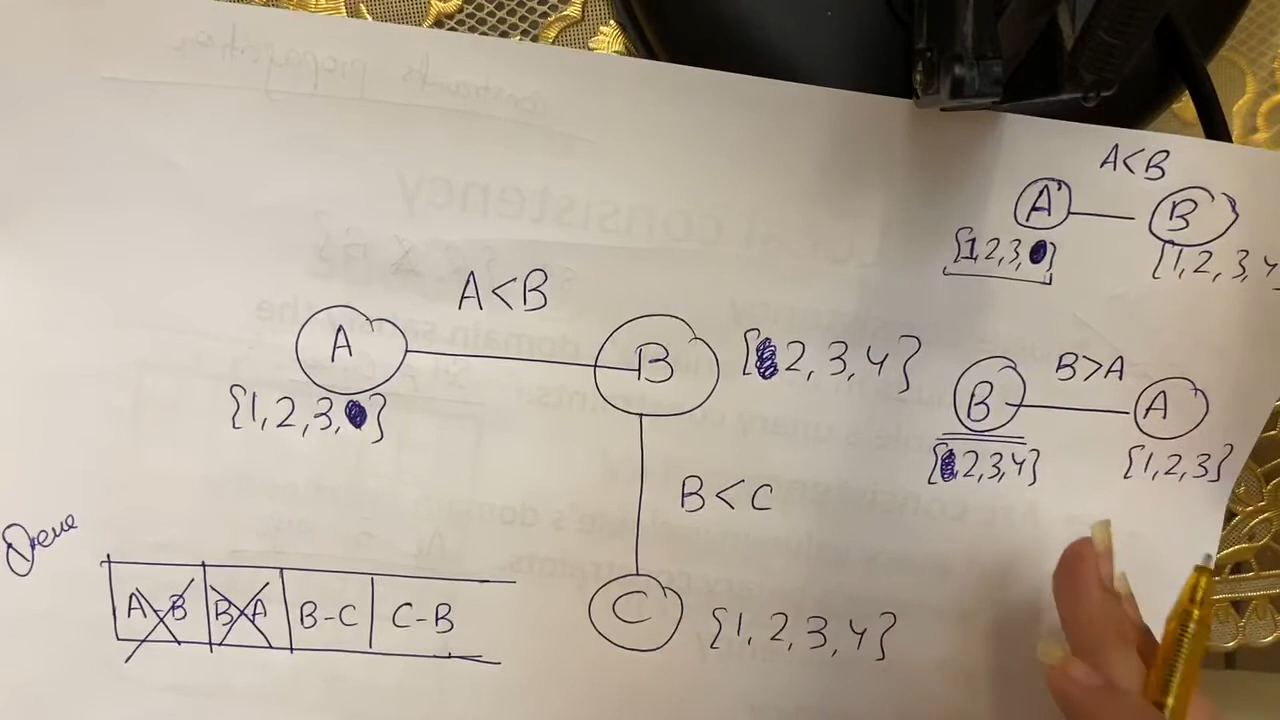 A<B
A
B
{1,2,3, }
[1,2,3,4
A<B
A
B
{ 2,3,4}
{1,2,3, }
B>A
B
A
{ 2,3,4}
{1,2,3}
B<C
C
{1,2,3,4}
A-B B-A B-C C-B